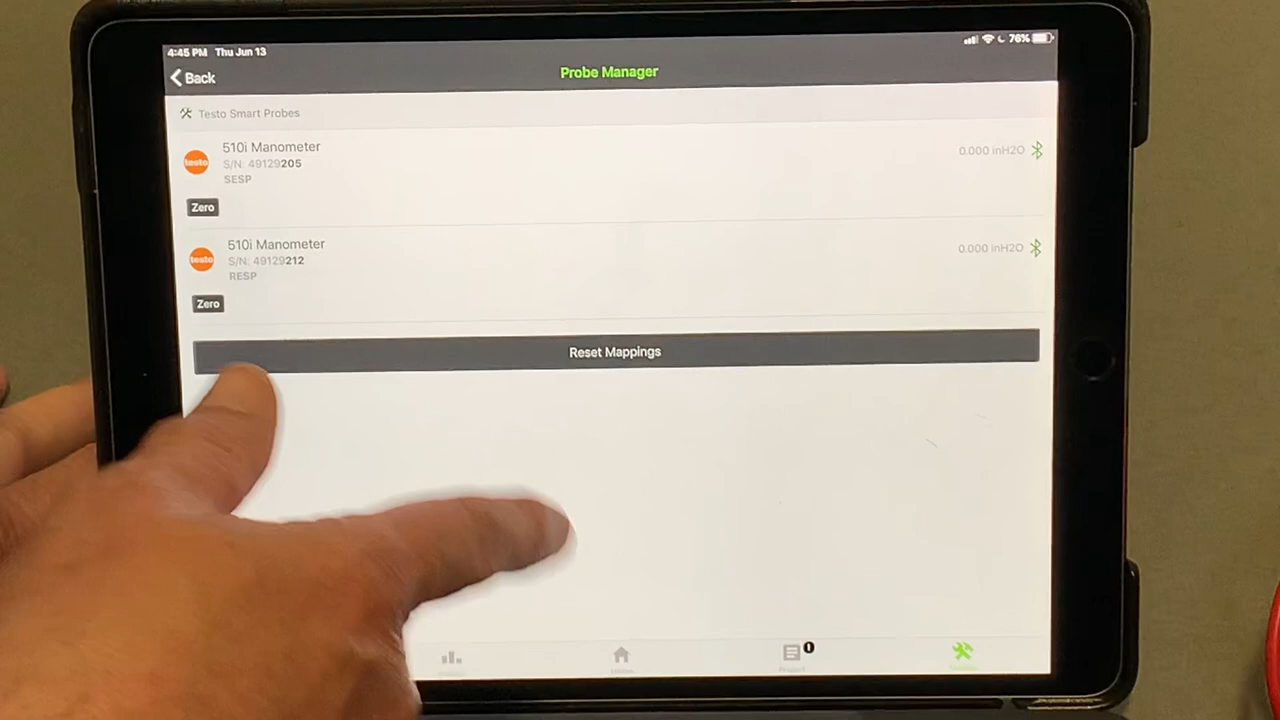 4:45 PM Thu Jun 13
76%
Back
Probe Manager
Testo Smart Probes
testo
510i Manometer
S/N: 49129205
SESP
0.000 inH2O
Zero
testo
510i Manometer
S/N: 49129212
RESP
0.000 inH2O
Zero
Reset Mappings
0